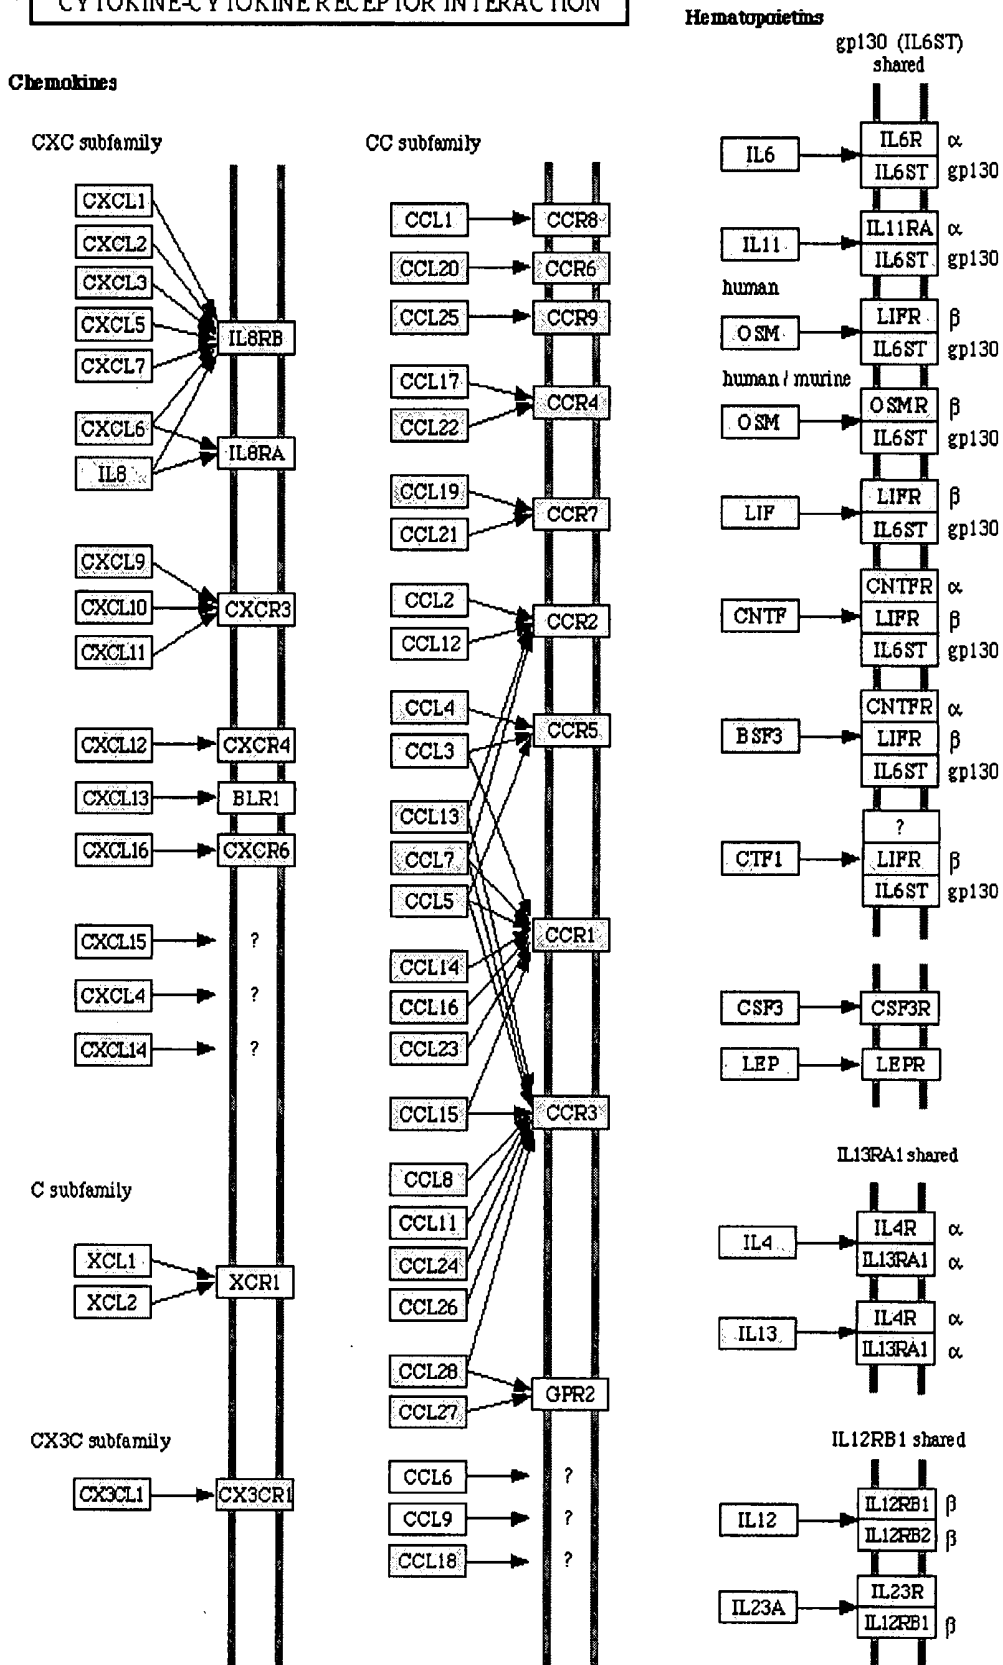 CYTOKINE-CYTOKINE RECEPTOR INTERACTION
Chemokines
CXC subfamily
CXCL1
CXCL2
CXCL3
CXCL5
CXCL7
IL8RB
CXCL6
IL8
IL8RA
CXCL9
CXCL10
CXCL11
CXCR3
CXCL12
CXCR4
CXCL13
BLR1
CXCL16
CXCR6
CXCL15
?
CXCL4
?
CXCL14
?
C subfamily
XCL1
XCL2
XCR1
CX3C subfamily
CX3CL1
CX3CR1
CC subfamily
CCL1
CCR8
CCL20
CCR6
CCL25
CCR9
CCL17
CCL22
CCR4
CCL19
CCL21
CCR7
CCL2
CCL12
CCR2
CCL4
CCL3
CCR5
CCL13
CCL7
CCL5
CCL14
CCL16
CCL23
CCR1
CCL15
CCR3
CCL8
CCL11
CCL24
CCL26
CCL28
CCL27
GPR2
CCL6
?
CCL9
?
CCL18
?
Hematopoietins
gp130 (IL6ST)
shared
IL6
IL6R α
IL6ST gp130
IL11
IL11RA α
IL6ST gp130
human
OSM
LIFR β
IL6ST gp130
human / murine
OSM
OSMR β
IL6ST gp130
LIF
LIFR β
IL6ST gp130
CNTF
CNTFR α
LIFR β
IL6ST gp130
BSF3
CNTFR α
LIFR β
IL6ST gp130
CTF1
?
LIFR β
IL6ST gp130
CSF3
CSF3R
LEP
LEPR
IL13RA1 shared
IL4
IL4R α
IL13RA1 α
IL13
IL4R α
IL13RA1 α
IL12RB1 shared
IL12
IL12RB1 β
IL12RB2 β
IL23A
IL23R
IL12RB1 β